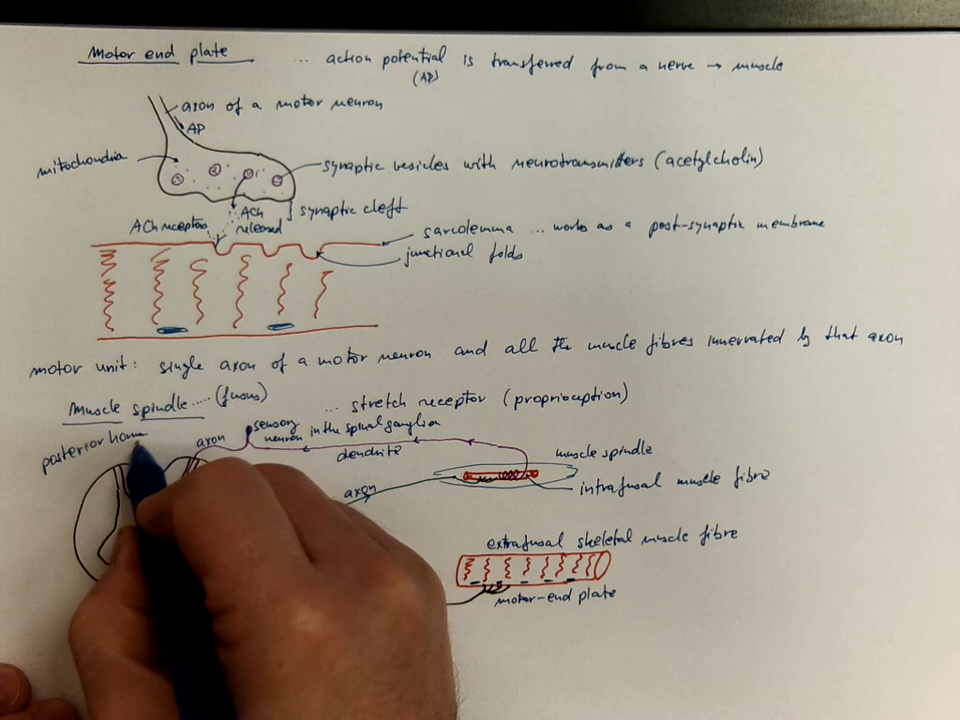 Motor end plate ... action potential is transferred from a nerve → muscle
(AP)
axon of a motor neuron
AP
mitochondria
synaptic vesicles with neurotransmitters (acetylcholin)
ACh released
synaptic cleft
ACh receptors
sarcolemma ... works as a post-synaptic membrane
junctional folds
motor unit: single axon of a motor neuron and all the muscle fibres innervated by that axon
Muscle spindle ..... (fusus) ... stretch receptor (proprioception)
sensory neuron in the spinal ganglia
posterior horn
axon
dendrite
muscle spindle
intrafusal muscle fibre
axon
extrafusal skeletal muscle fibre
motor-end plate